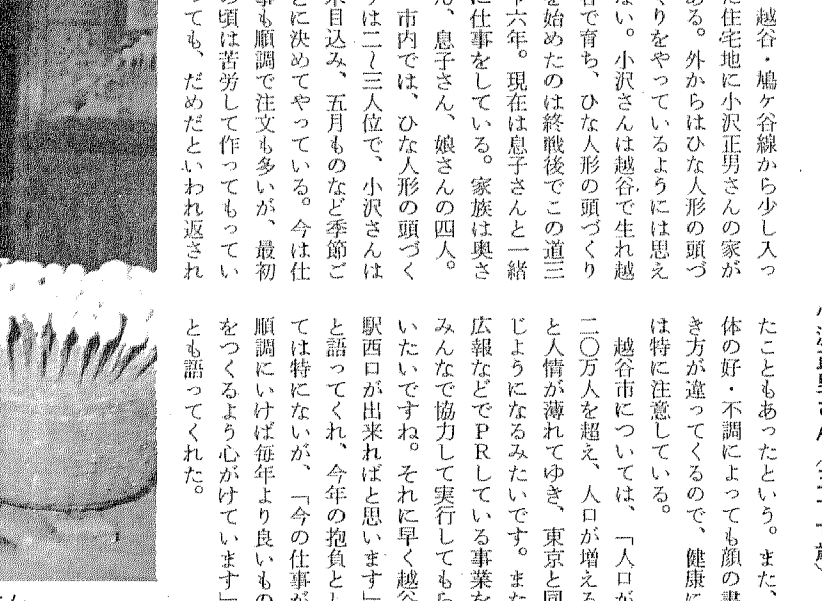 越谷・鳩ヶ谷線から少し入っ
た住宅地に小沢正男さんの家が
ある。外からはひな人形の頭づ
くりをやっているようには思え
ない。小沢さんは越谷で生れ越
谷で育ち、ひな人形の頭づくり
を始めたのは終戦後でこの道三
十六年。現在は息子さんと一緒
に仕事をしている。家族は奥さ
ん、息子さん、娘さんの四人。
市内では、ひな人形の頭づく
りは二〜三人位で、小沢さんは
木目込み、五月ものなど季節ご
とに決めてやっている。今は仕
事も順調で注文も多いが、最初
の頃は苦労して作ってもってい
っても、だめだといわれ返され
たこともあったという。また、
体の好・不調によっても顔の書
き方が違ってくるので、健康に
は特に注意している。
越谷市については、「人口が
二〇万人を超え、人口が増える
と人情が薄れてゆき、東京と同
じようになるみたいです。また
広報などでPRしている事業を
みんなで協力して実行してもら
いたいですね。それに早く越谷
駅西口が出来ればと思います」
と語ってくれ、今年の抱負とし
ては特にないが、「今の仕事が
順調にいけば毎年より良いもの
をつくるよう心がけています」
とも語ってくれた。